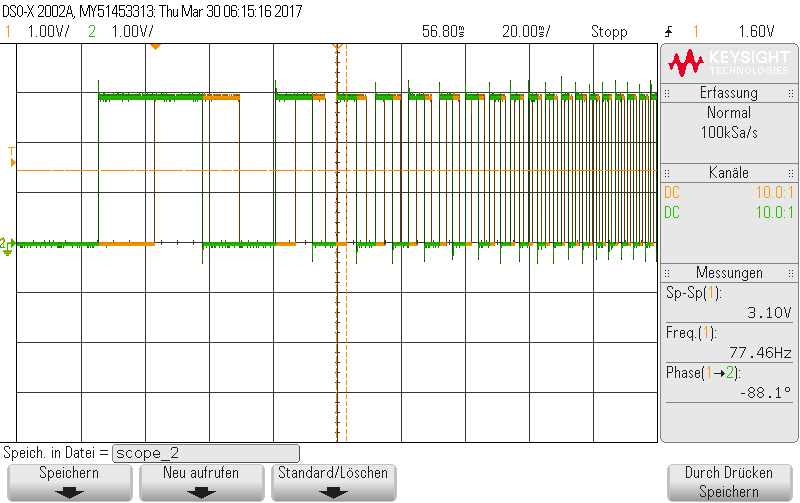 DSO-X 2002A, MY51453313: Thu Mar 30 06:15:16 2017
1 1.00V/ 2 1.00V/ 56.80s 20.00s/ Stopp 1 1.60V
KEYSIGHT
TECHNOLOGIES
Erfassung
Normal
100kSa/s
Kanäle
DC 10.0:1
DC 10.0:1
Messungen
Sp-Sp(1):
3.10V
Freq.(1):
77.46Hz
Phase(1→2):
-88.1°
T
2
Speich. in Datei = scope_2
Speichern
Neu aufrufen
Standard/Löschen
Durch Drücken
Speichern